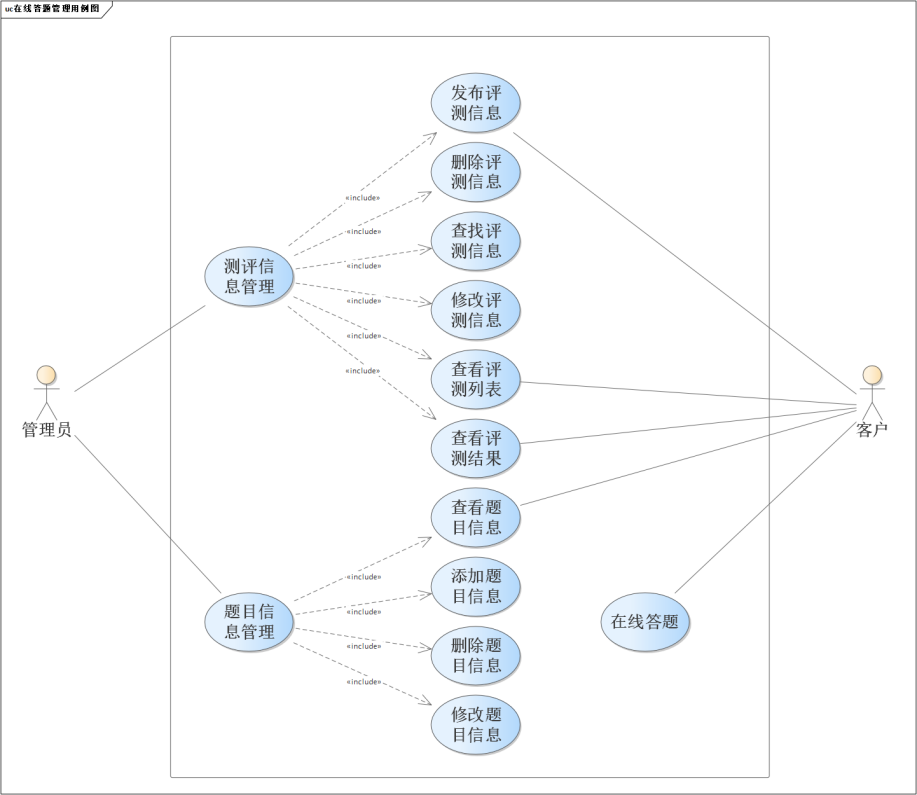 uc在线答题管理用例图
发布评
测信息
删除评
测信息
«include»
«include»
查找评
测信息
测评信
息管理
«include»
«include»
修改评
测信息
«include»
查看评
测列表
«include»
管理员
客户
查看评
测结果
查看题
目信息
«include»
添加题
目信息
«include»
题目信
息管理
在线答题
«include»
删除题
目信息
«include»
修改题
目信息